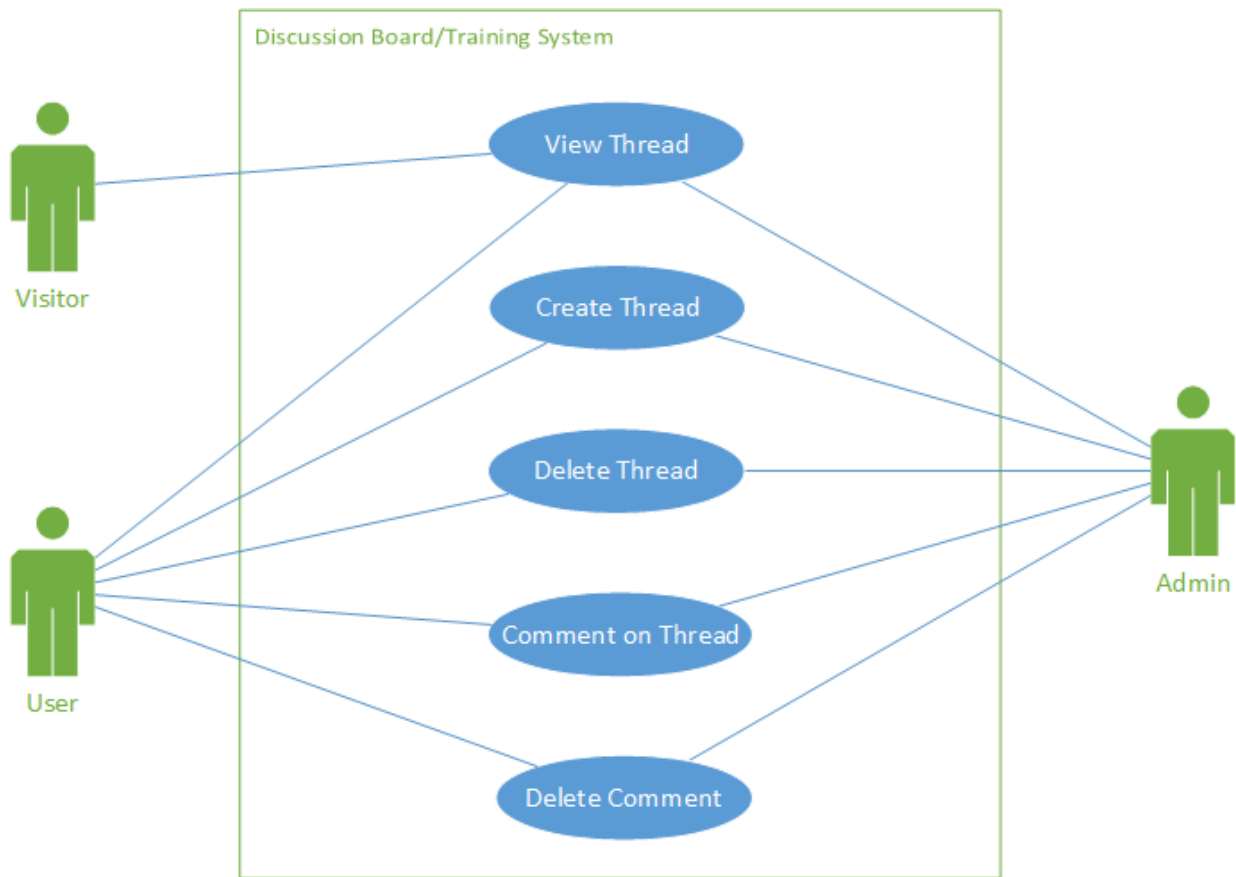 Discussion Board/Training System
View Thread
Visitor
Create Thread
Delete Thread
Admin
Comment on Thread
User
Delete Comment